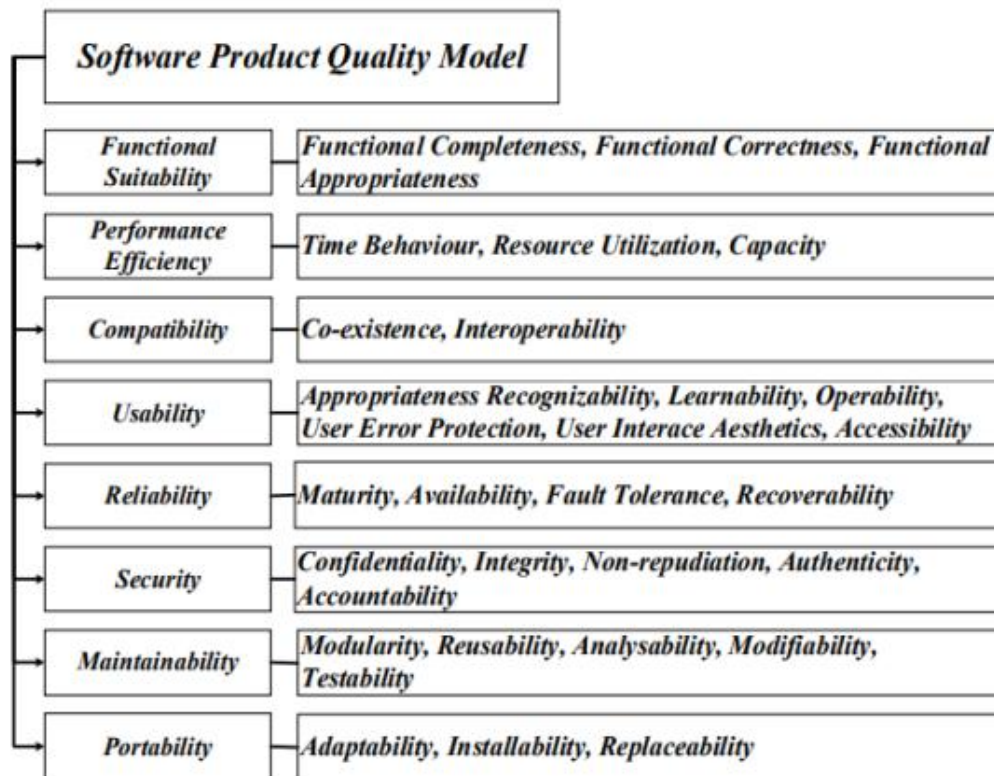 Software Product Quality Model
Functional
Suitability
Functional Completeness, Functional Correctness, Functional
Appropriateness
Performance
Efficiency
Time Behaviour, Resource Utilization, Capacity
Compatibility
Co-existence, Interoperability
Usability
Appropriateness Recognizability, Learnability, Operability,
User Error Protection, User Interace Aesthetics, Accessibility
Reliability
Maturity, Availability, Fault Tolerance, Recoverability
Security
Confidentiality, Integrity, Non-repudiation, Authenticity,
Accountability
Maintainability
Modularity, Reusability, Analysability, Modifiability,
Testability
Portability
Adaptability, Installability, Replaceability